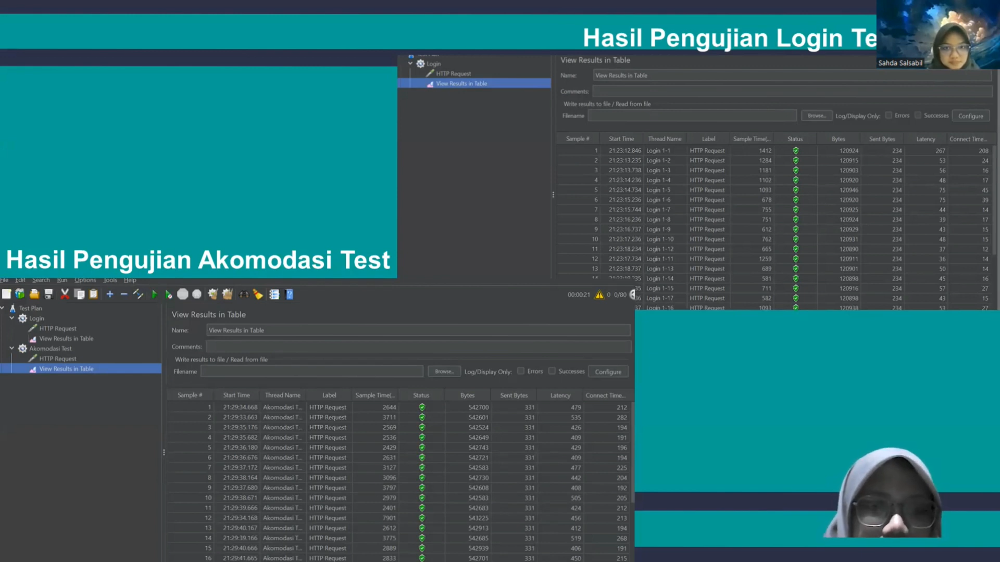 Hasil Pengujian Login Te
Sahda Salsabil
Login
HTTP Request
View Results in Table
View Results in Table
Name: View Results in Table
Comments:
Write results to file / Read from file
Filename Browse... Log/Display Only: Errors Successes Configure
Sample # Start Time Thread Name Label Sample Time(... Status Bytes Sent Bytes Latency Connect Time...
1 21:23:12.846 Login 1-1 HTTP Request 1412 120924 234 267 208
2 21:23:13.235 Login 1-2 HTTP Request 1284 120915 234 53 24
3 21:23:13.738 Login 1-3 HTTP Request 1181 120903 234 56 16
4 21:23:14.236 Login 1-4 HTTP Request 1102 120920 234 48 17
5 21:23:14.734 Login 1-5 HTTP Request 1093 120946 234 75 45
6 21:23:15.236 Login 1-6 HTTP Request 678 120920 234 75 39
7 21:23:15.744 Login 1-7 HTTP Request 755 120925 234 44 14
8 21:23:16.236 Login 1-8 HTTP Request 751 120924 234 39 17
9 21:23:16.737 Login 1-9 HTTP Request 612 120929 234 43 15
10 21:23:17.236 Login 1-10 HTTP Request 762 120931 234 48 15
11 21:23:18.234 Login 1-12 HTTP Request 665 120890 234 37 12
12 21:23:17.734 Login 1-11 HTTP Request 1259 120911 234 36 14
13 21:23:18.737 Login 1-13 HTTP Request 689 120901 234 50 14
14 21:23:19.235 Login 1-14 HTTP Request 581 120898 234 45 16
35 Login 1-15 HTTP Request 711 120916 234 57 27
36 Login 1-17 HTTP Request 582 120898 234 43 15
37 Login 1-16 HTTP Request 1093 120938 234 53 27
Hasil Pengujian Akomodasi Test
File Edit Search Run Options Tools Help
00:00:21 0 0/80
Test Plan
Login
HTTP Request
View Results in Table
Akomodasi Test
HTTP Request
View Results in Table
View Results in Table
Name: View Results in Table
Comments:
Write results to file / Read from file
Filename Browse... Log/Display Only: Errors Successes Configure
Sample # Start Time Thread Name Label Sample Time(... Status Bytes Sent Bytes Latency Connect Time...
1 21:29:34.668 Akomodasi T... HTTP Request 2644 542700 331 479 212
2 21:29:33.663 Akomodasi T... HTTP Request 3711 542601 331 535 282
3 21:29:35.176 Akomodasi T... HTTP Request 2569 542524 331 426 194
4 21:29:35.682 Akomodasi T... HTTP Request 2536 542649 331 409 191
5 21:29:36.180 Akomodasi T... HTTP Request 2429 542743 331 429 196
6 21:29:36.676 Akomodasi T... HTTP Request 2631 542721 331 409 194
7 21:29:37.172 Akomodasi T... HTTP Request 3127 542583 331 477 225
8 21:29:38.164 Akomodasi T... HTTP Request 3096 542730 331 442 204
9 21:29:37.680 Akomodasi T... HTTP Request 3797 542608 331 408 192
10 21:29:38.671 Akomodasi T... HTTP Request 2979 542583 331 505 205
11 21:29:39.666 Akomodasi T... HTTP Request 2401 542683 331 424 212
12 21:29:34.168 Akomodasi T... HTTP Request 7901 543225 331 456 213
13 21:29:40.167 Akomodasi T... HTTP Request 2612 542913 331 412 194
14 21:29:39.166 Akomodasi T... HTTP Request 3775 542685 331 519 268
15 21:29:40.666 Akomodasi T... HTTP Request 2889 542939 331 406 191
16 21:29:41.665 Akomodasi T... HTTP Request 2833 542701 331 450 215